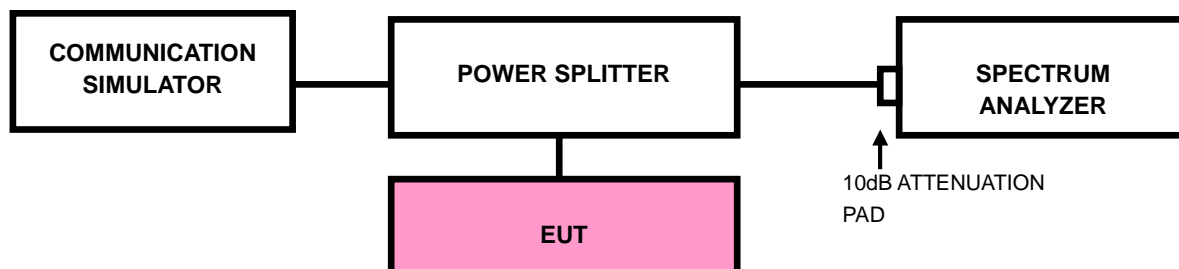 COMMUNICATION
SIMULATOR
POWER SPLITTER
SPECTRUM
ANALYZER
10dB ATTENUATION
PAD
EUT